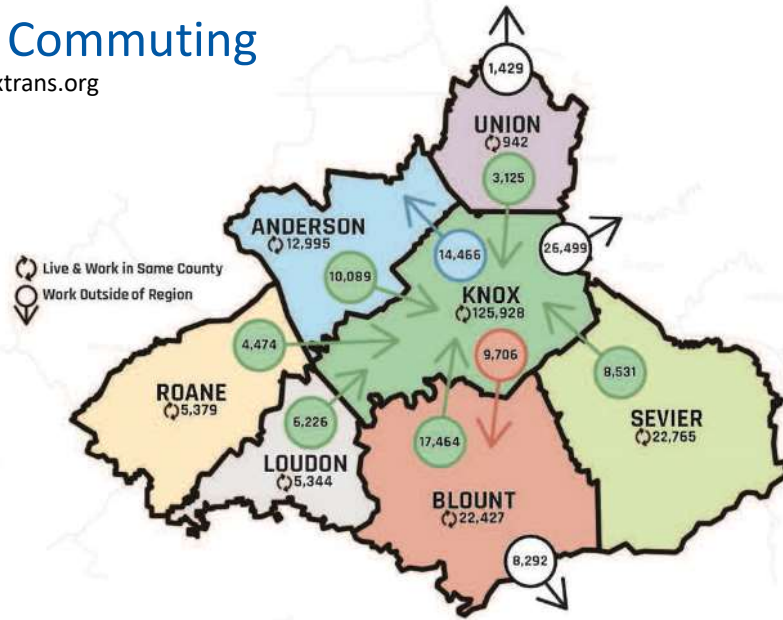 Commuting
xtrans.org
1,429
UNION
942
3,125
ANDERSON
12,995
14,466
26,499
Live & Work in Same County
Work Outside of Region
10,089
KNOX
125,928
4,474
9,706
8,531
ROANE
5,379
6,226
17,464
SEVIER
22,765
LOUDON
5,344
BLOUNT
22,427
8,292